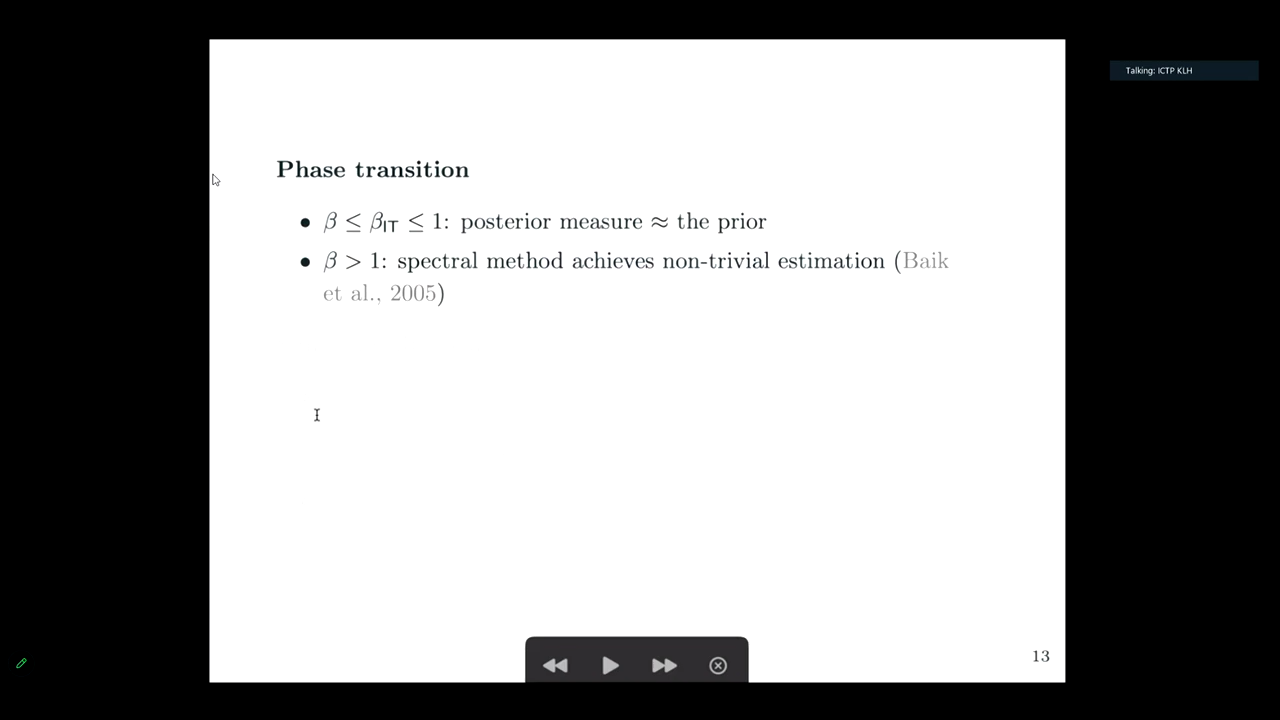 Talking: ICTP KLH
Phase transition
• β ≤ β_IT ≤ 1: posterior measure ≈ the prior
• β > 1: spectral method achieves non-trivial estimation (Baik
et al., 2005)
13